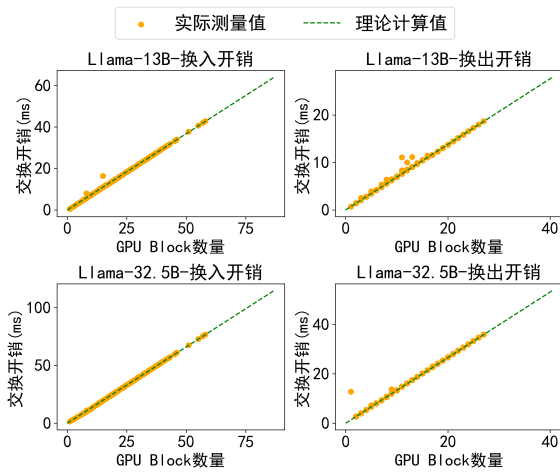 实际测量值 理论计算值
Llama-13B-换入开销
交换开销(ms)
60
40
20
0
0 25 50 75
GPU Block数量
Llama-13B-换出开销
交换开销(ms)
20
10
0
0 20 40
GPU Block数量
Llama-32.5B-换入开销
交换开销(ms)
100
50
0
0 25 50 75
GPU Block数量
Llama-32.5B-换出开销
交换开销(ms)
40
20
0
0 20 40
GPU Block数量